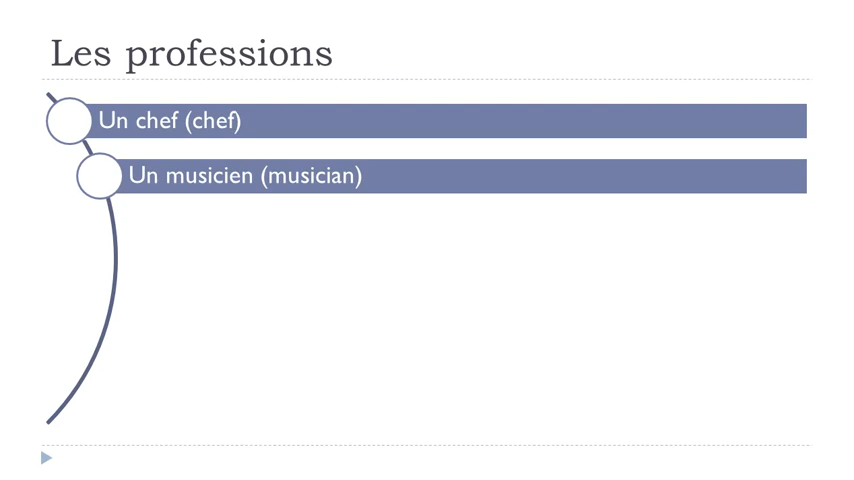 Les professions
Un chef (chef)
Un musicien (musician)